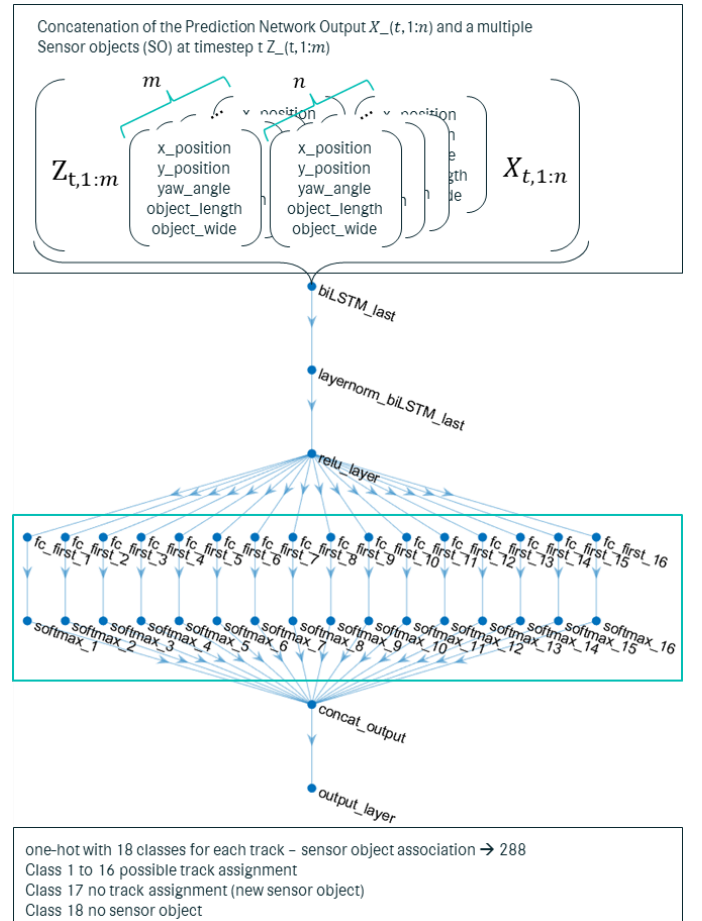 Concatenation of the Prediction Network Output X_(t,1:n) and a multiple
Sensor objects (SO) at timestep t Z_(t,1:m)
m
n
... x_position
... x_position
Z_{t,1:m}
x_position
y_position
yaw_angle
object_length
object_wide
x_position
y_position
yaw_angle
object_length
object_wide
X_{t,1:n}
biLSTM_last
layernorm_biLSTM_last
relu_layer
fc_first_1
fc_first_2
fc_first_3
fc_first_4
fc_first_5
fc_first_6
fc_first_7
fc_first_8
fc_first_9
fc_first_10
fc_first_11
fc_first_12
fc_first_13
fc_first_14
fc_first_15
fc_first_16
softmax_1
softmax_2
softmax_3
softmax_4
softmax_5
softmax_6
softmax_7
softmax_8
softmax_9
softmax_10
softmax_11
softmax_12
softmax_13
softmax_14
softmax_15
softmax_16
concat_output
output_layer
one-hot with 18 classes for each track – sensor object association → 288
Class 1 to 16 possible track assignment
Class 17 no track assignment (new sensor object)
Class 18 no sensor object